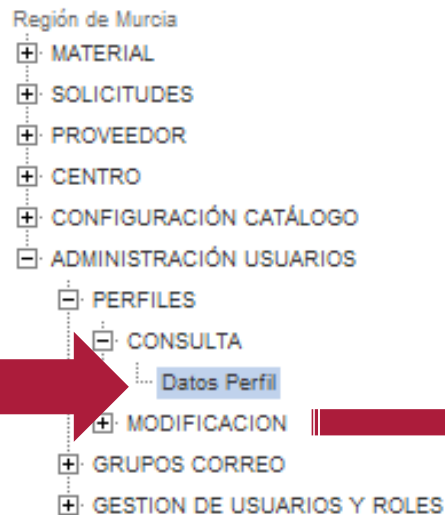 Región de Murcia
MATERIAL
SOLICITUDES
PROVEEDOR
CENTRO
CONFIGURACIÓN CATÁLOGO
ADMINISTRACIÓN USUARIOS
PERFILES
CONSULTA
Datos Perfil
MODIFICACION
GRUPOS CORREO
GESTION DE USUARIOS Y ROLES